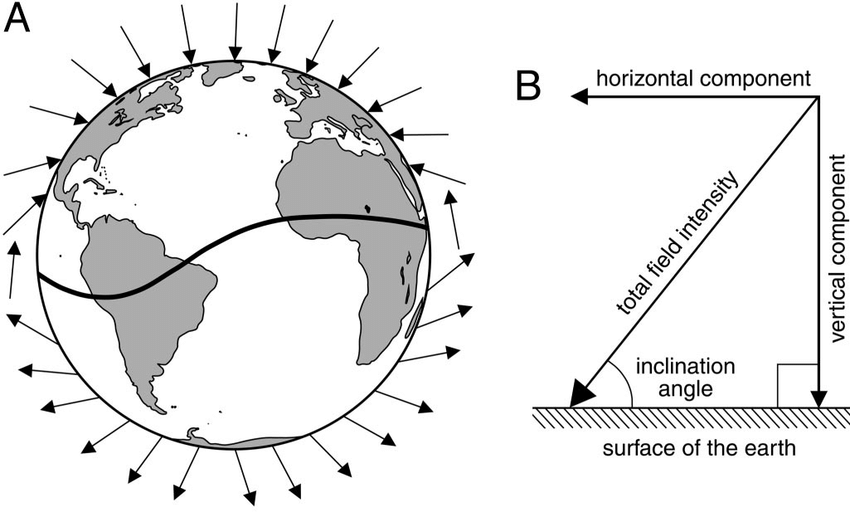 A
B
horizontal component
total field intensity
vertical component
inclination
angle
surface of the earth